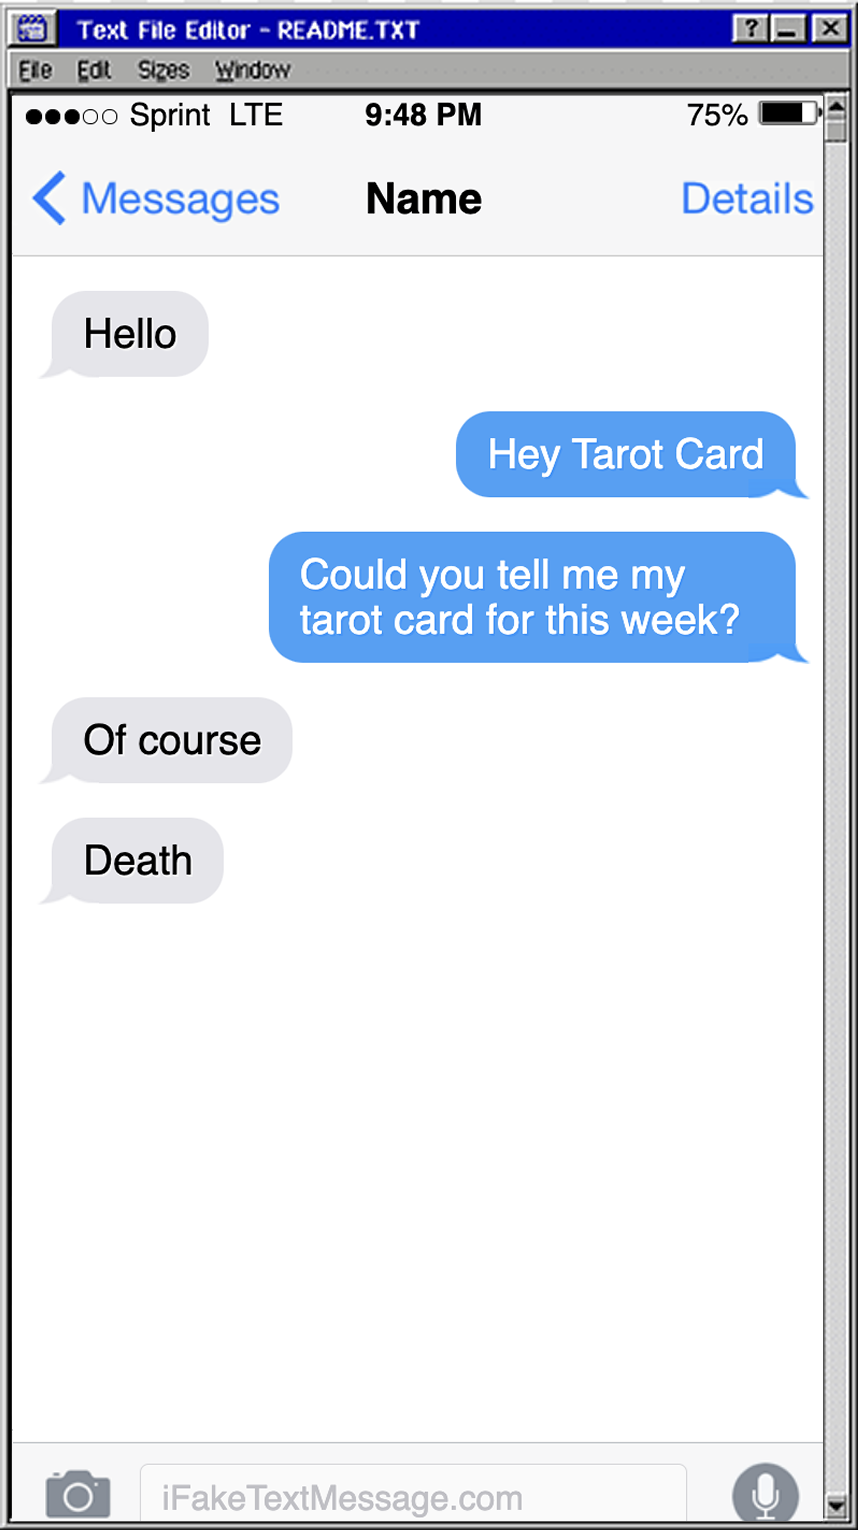 Text File Editor - README.TXT
?
File Edit Sizes Window
Sprint LTE 9:48 PM 75%
Messages Name Details
Hello
Hey Tarot Card
Could you tell me my
tarot card for this week?
Of course
Death
iFakeTextMessage.com